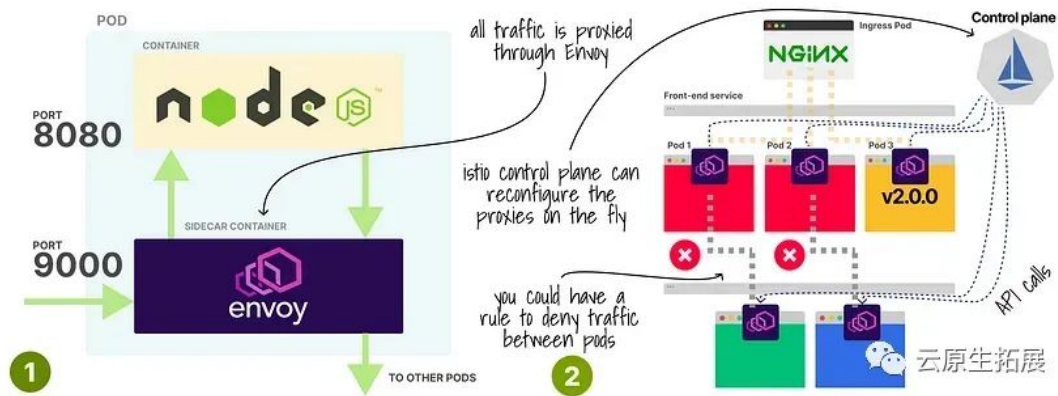 POD
CONTAINER
node JS ™
PORT
8080
SIDECAR CONTAINER
PORT
9000
envoy
TO OTHER PODS
1
all traffic is proxied
through Envoy
istio control plane can
reconfigure the
proxies on the fly
you could have a
rule to deny traffic
between pods
2
Ingress Pod
NGINX
Control plane
Front-end service
Pod 1
Pod 2
Pod 3
v2.0.0
API calls
云原生拓展